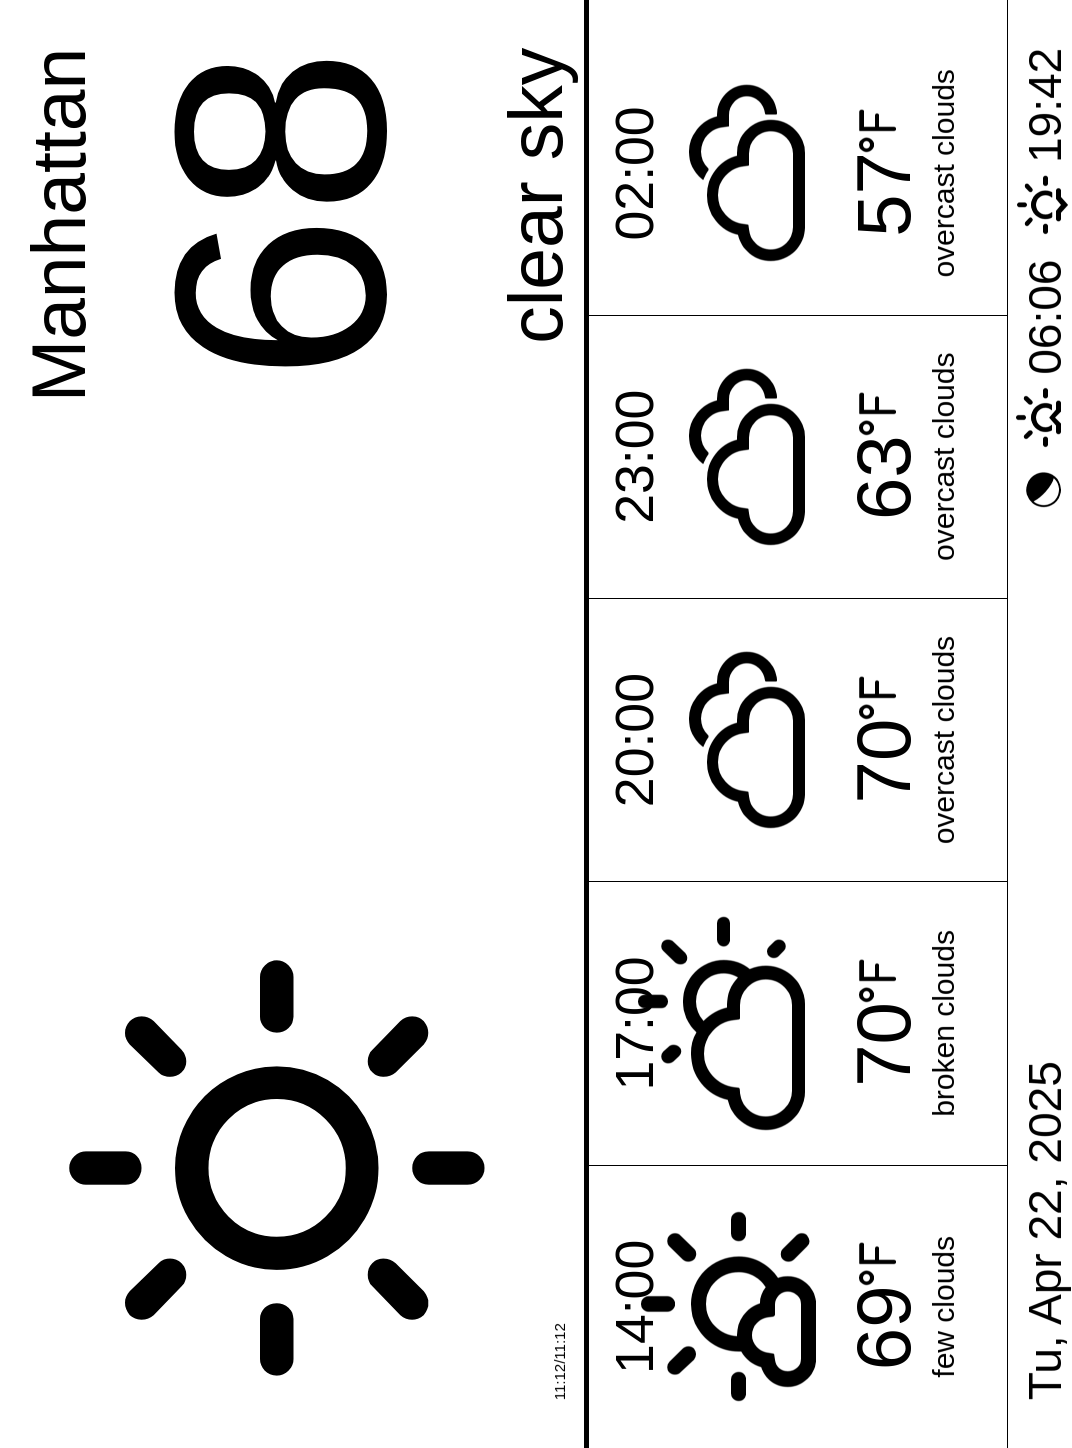 Manhattan
68
clear sky
11:12/11:12
14:00 17:00 20:00 23:00 02:00
69°F 70°F 70°F 63°F 57°F
few clouds broken clouds overcast clouds overcast clouds overcast clouds
Tu, Apr 22, 2025 06:06 19:42